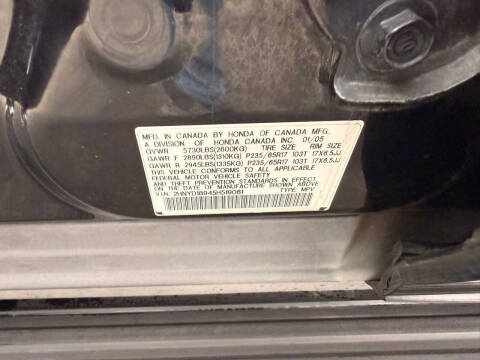 MFD. IN CANADA BY HONDA OF CANADA MFG.
A DIVISION OF HONDA CANADA INC. 01/05
GVWR 5730LBS(2600KG) TIRE SIZE RIM SIZE
GAWR F 2890LBS(1310KG) P235/65R17 103T 17X6.5JJ
GAWR R 2945LBS(1335KG) P235/65R17 103T 17X6.5JJ
THIS VEHICLE CONFORMS TO ALL APPLICABLE
FEDERAL MOTOR VEHICLE SAFETY
AND THEFT PREVENTION STANDARDS IN EFFECT
ON THE DATE OF MANUFACTURE SHOWN ABOVE
V.I.N. TYPE MPV